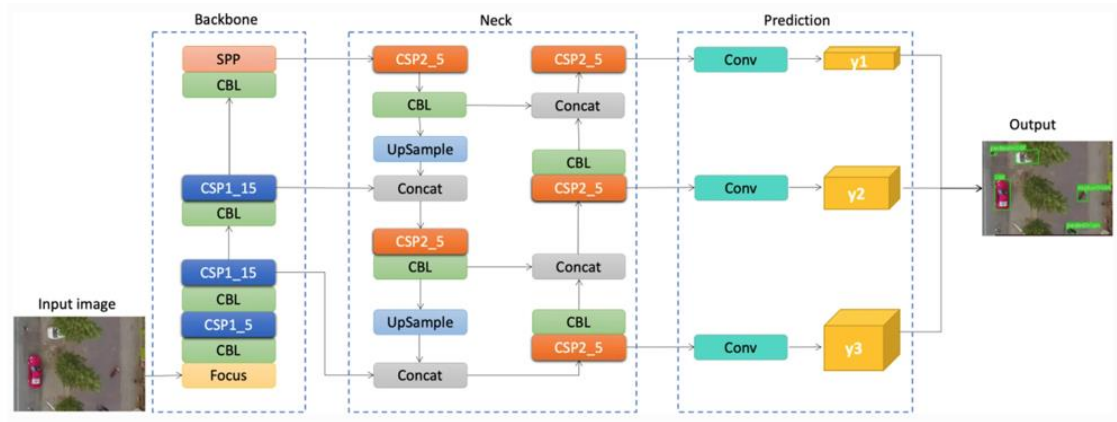 Backbone
Neck
Prediction
SPP
CBL
CSP1_15
CBL
CSP1_15
CBL
CSP1_5
CBL
Focus
Input image
CSP2_5
CBL
UpSample
Concat
CSP2_5
CBL
UpSample
Concat
CSP2_5
Concat
CBL
CSP2_5
Concat
CBL
CSP2_5
Conv
y1
Conv
y2
Conv
y3
Output